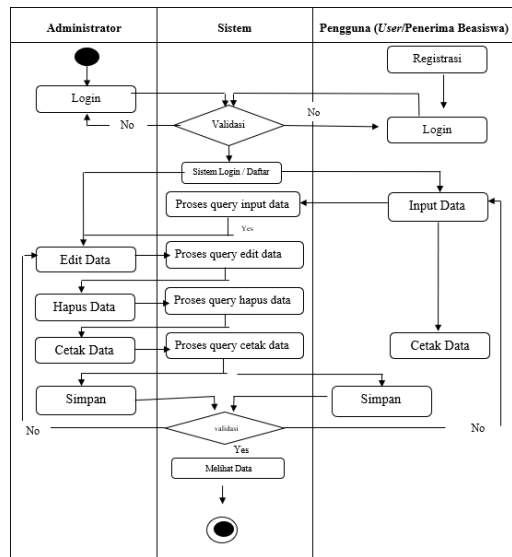 Administrator
Sistem
Pengguna (User/Penerima Beasiswa)
Registrasi
Login
No
Validasi
No
Login
Sistem Login / Daftar
Proses query input data
Input Data
Yes
Edit Data
Proses query edit data
Hapus Data
Proses query hapus data
Cetak Data
Proses query cetak data
Cetak Data
Simpan
Simpan
No
validasi
No
Yes
Melihat Data